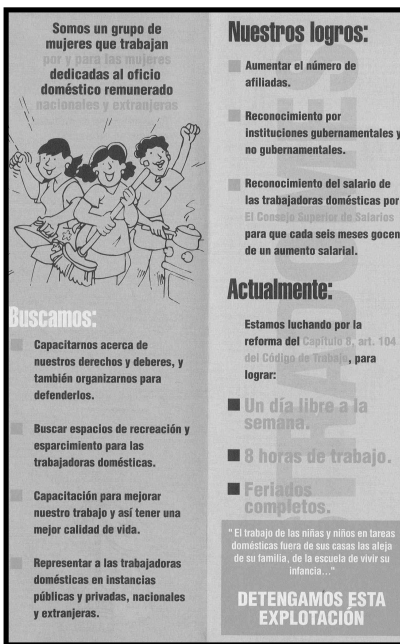 Somos un grupo de
mujeres que trabajan
por y para las mujeres
dedicadas al oficio
doméstico remunerado
nacionales y extranjeras
Buscamos:
Capacitarnos acerca de
nuestros derechos y deberes, y
también organizarnos para
defenderlos.
Buscar espacios de recreación y
esparcimiento para las
trabajadoras domésticas.
Capacitación para mejorar
nuestro trabajo y así tener una
mejor calidad de vida.
Representar a las trabajadoras
domésticas en instancias
públicas y privadas, nacionales
y extranjeras.
Nuestros logros:
Aumentar el número de
afiliadas.
Reconocimiento por
instituciones gubernamentales y
no gubernamentales.
Reconocimiento del salario de
las trabajadoras domésticas por
El Consejo Superior de Salarios
para que cada seis meses gocen
de un aumento salarial.
Actualmente:
Estamos luchando por la
reforma del Capítulo 8, art. 104
del Código de Trabajo, para
lograr:
Un día libre a la
semana.
8 horas de trabajo.
Feriados
completos.
" El trabajo de las niñas y niños en tareas
domésticas fuera de sus casas las aleja
de su familia, de la escuela de vivir su
infancia..."
DETENGAMOS ESTA
EXPLOTACIÓN